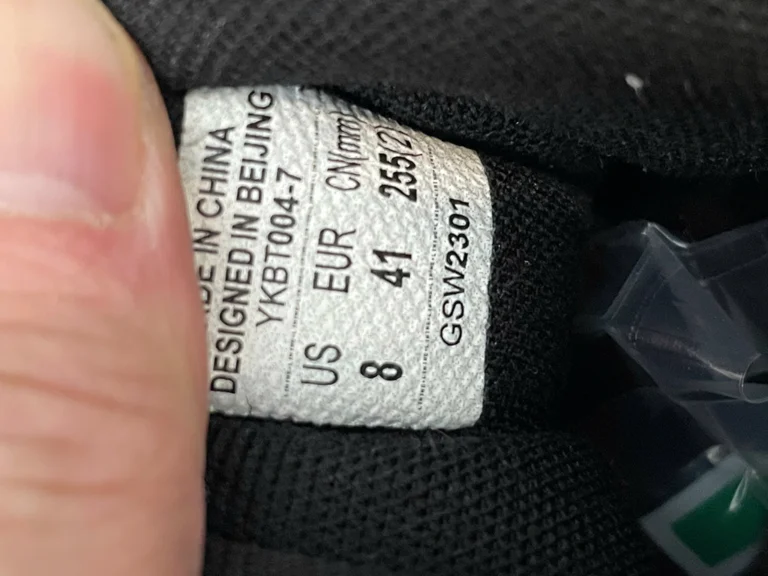 DE IN CHINA
DESIGNED IN BEIJING
YKBT004-7
US EUR CN(mm)
8 41 255(2)
GSW2301